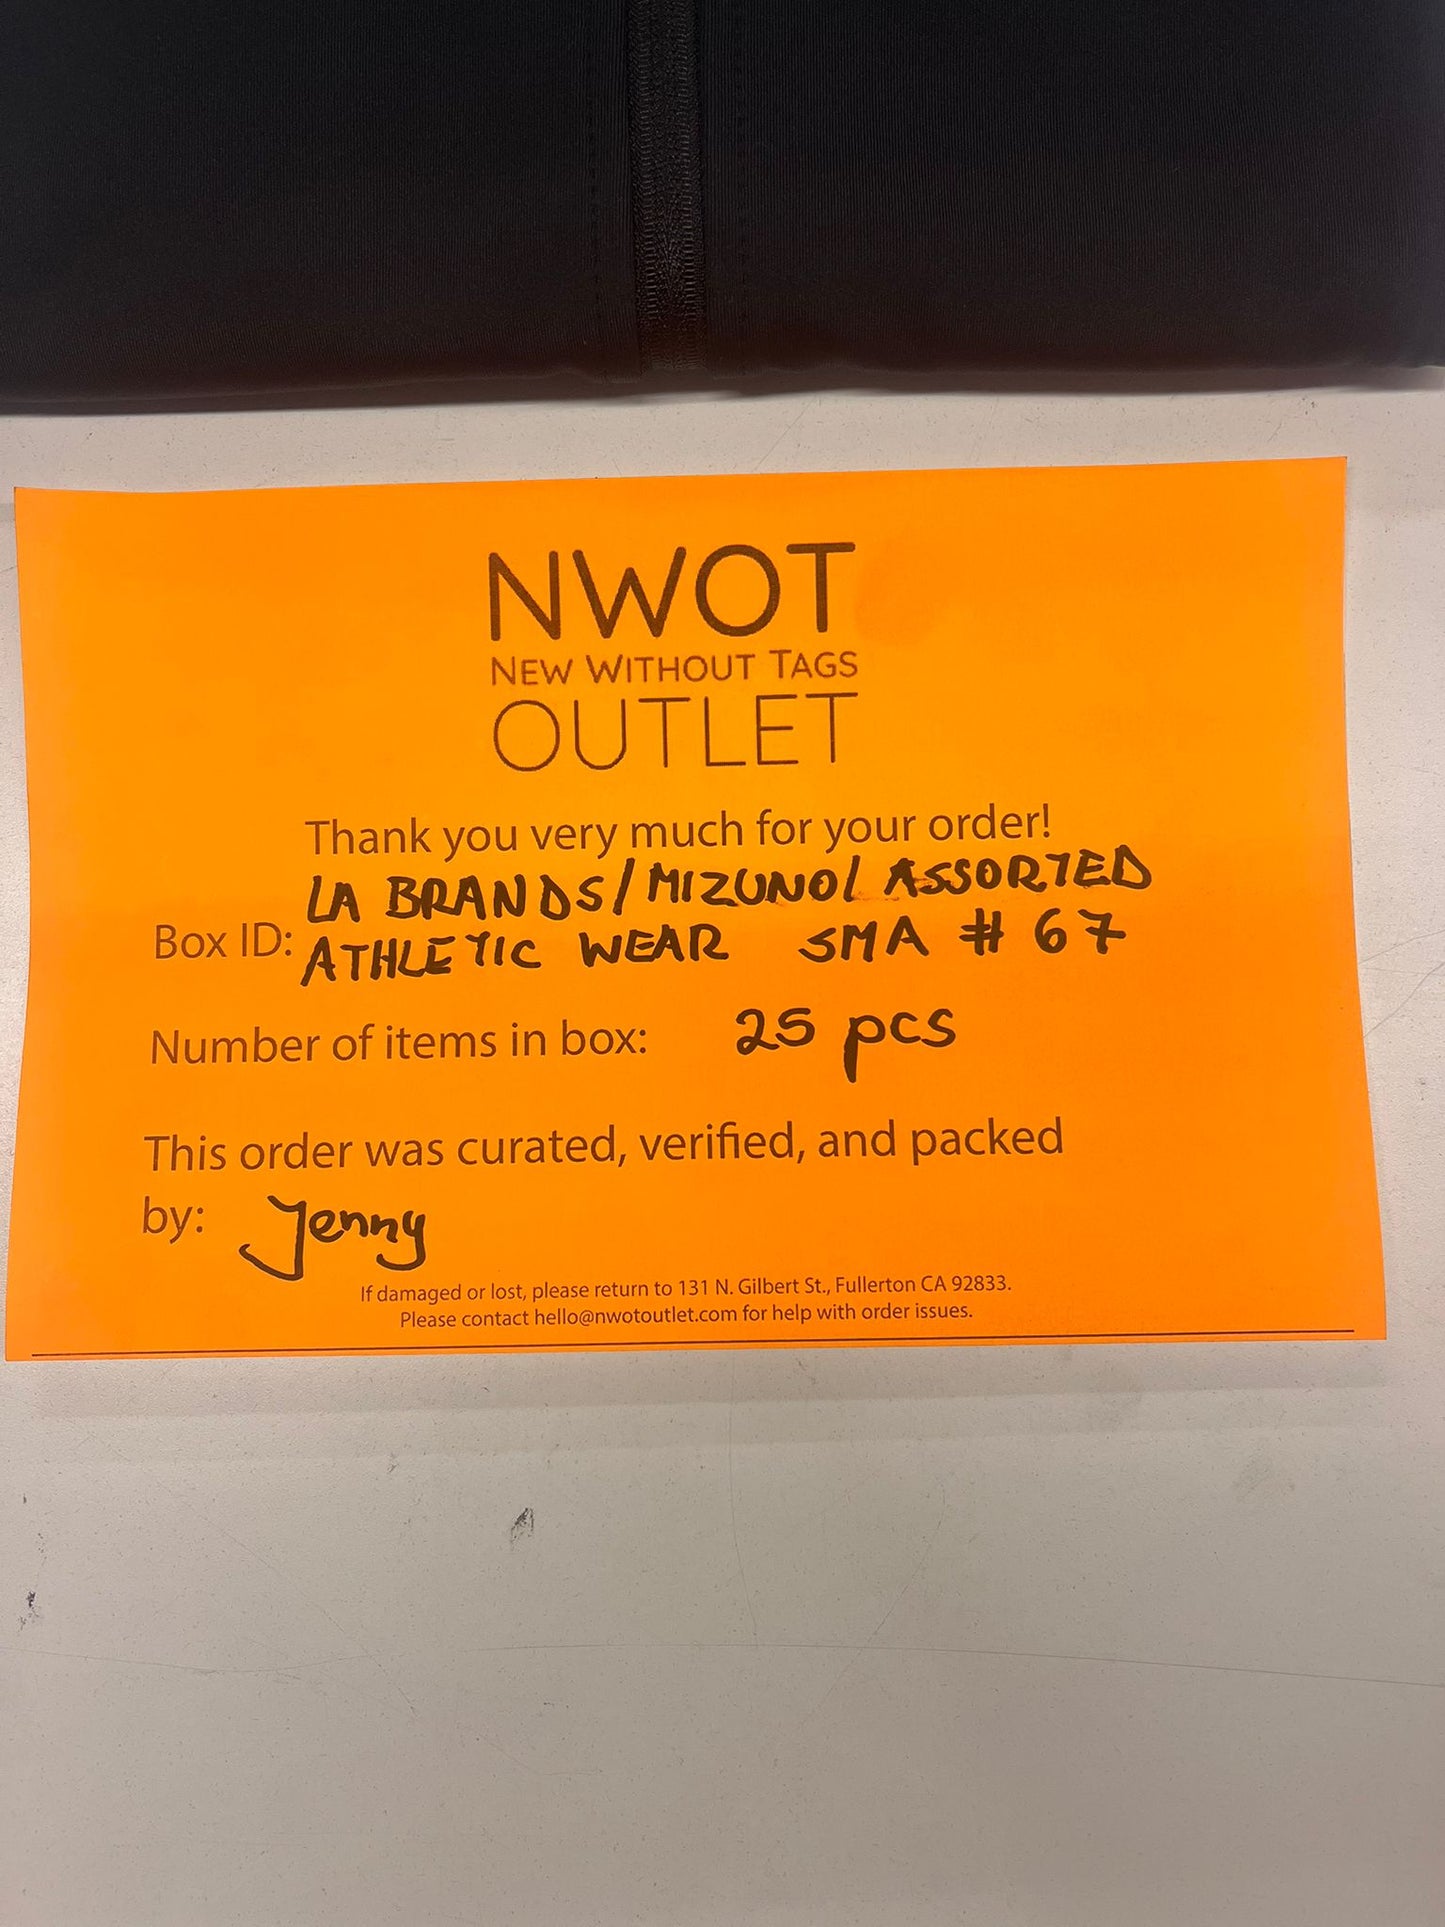 NWOT
NEW WITHOUT TAGS
OUTLET
Thank you very much for your order!
LA BRANDS/MIZUNO/ ASSORTED
Box ID: ATHLETIC WEAR SMA # 67
Number of items in box: 25 pcs
This order was curated, verified, and packed
by: Jenny
If damaged or lost, please return to 131 N. Gilbert St., Fullerton CA 92833.
Please contact hello@nwotoutlet.com for help with order issues.